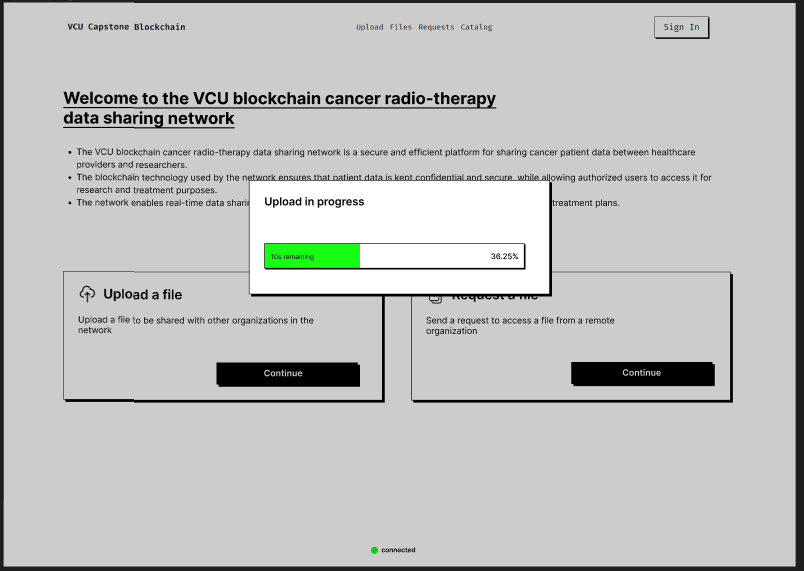 VCU Capstone Blockchain
Upload Files Requests Catalog
Sign In
Welcome to the VCU blockchain cancer radio-therapy
data sharing network
• The VCU blockchain cancer radio-therapy data sharing network is a secure and efficient platform for sharing cancer patient data between healthcare
providers and researchers.
• The blockchain technology used by the network ensures that patient data is kept confidential and secure, while allowing authorized users to access it for
research and treatment purposes.
• The network enables real-time data
treatment plans.
Upload in progress
10s remaining
36.25%
Upload a file
Upload a file to be shared with other organizations in the
network
Continue
Request a file
Send a request to access a file from a remote
organization
Continue
connected